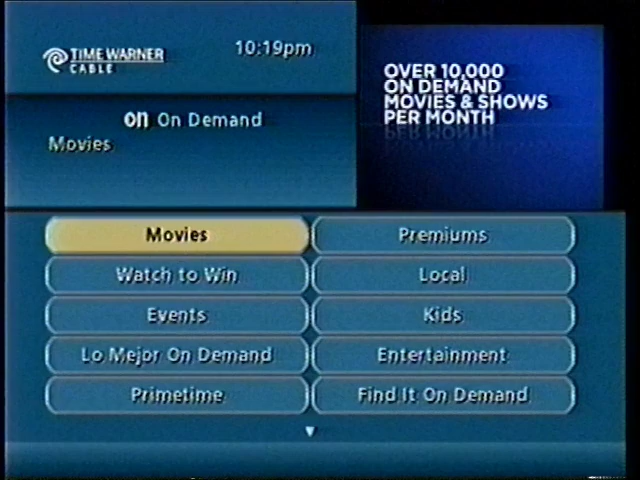 TIME WARNER
CABLE
10:19pm
OVER 10,000
ON DEMAND
MOVIES & SHOWS
PER MONTH
on On Demand
Movies
Movies
Premiums
Watch to Win
Local
Events
Kids
Lo Mejor On Demand
Entertainment
Primetime
Find It On Demand